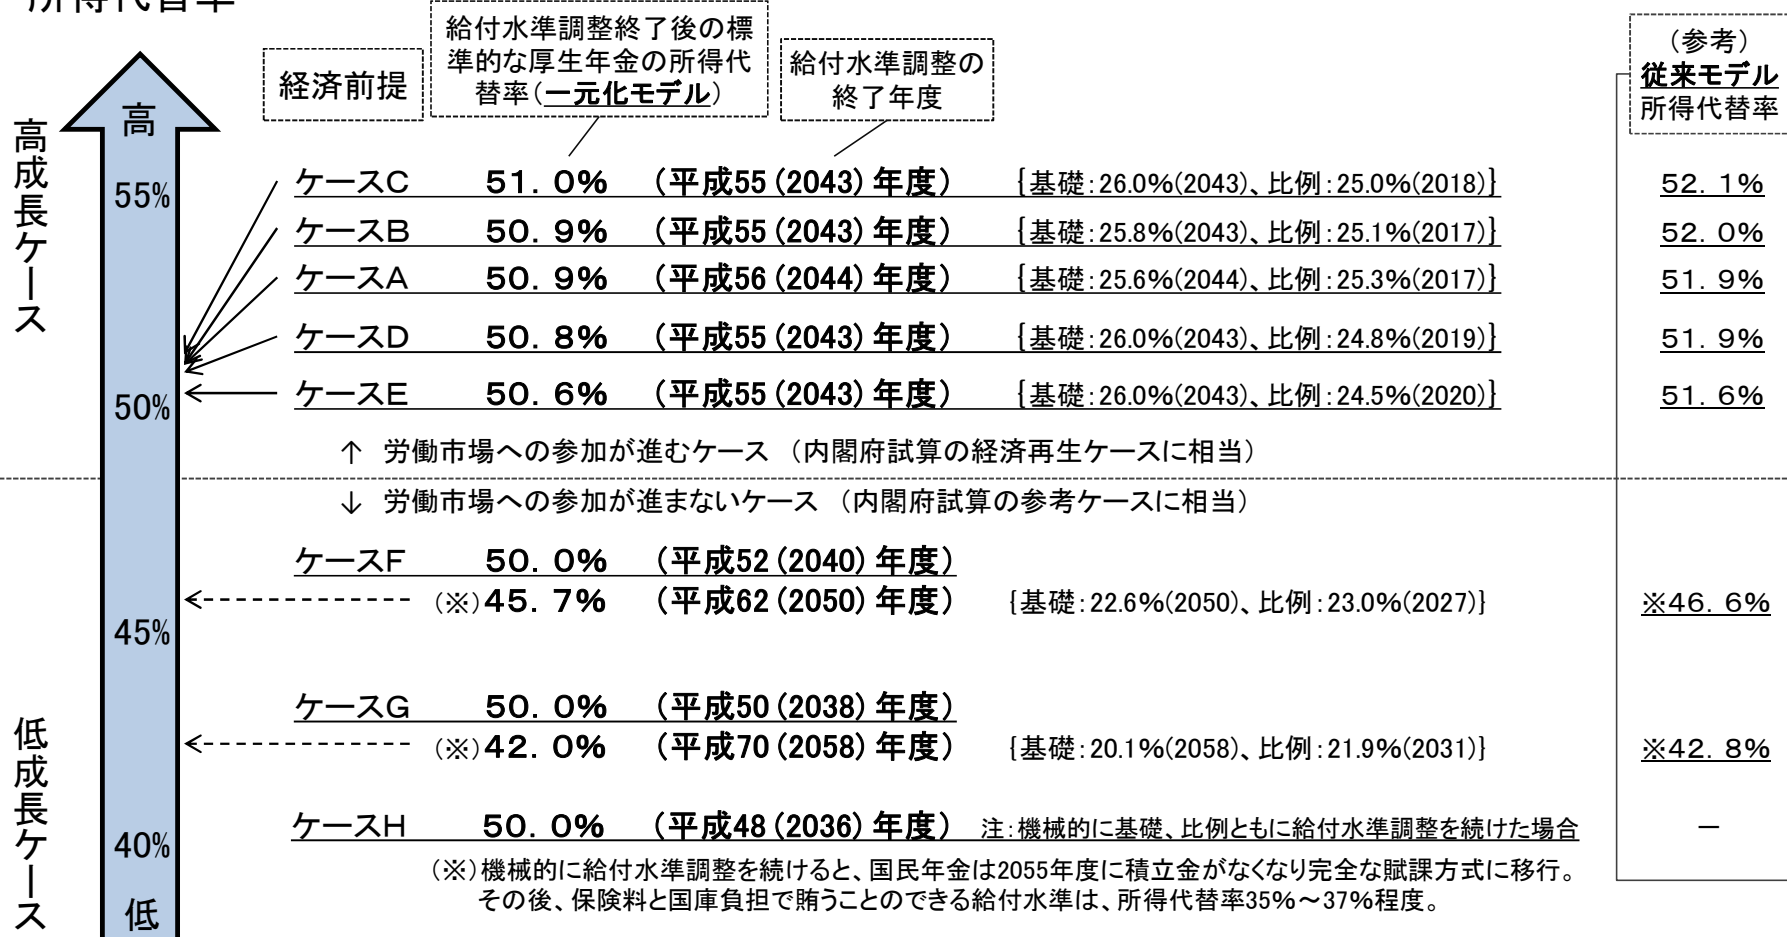 所得代替率
経済前提
給付水準調整終了後の標
準的な厚生年金の所得代
替率(一元化モデル)
給付水準調整の
終了年度
(参考)
従来モデル
所得代替率
高成長ケース
高
55%
50%
45%
40%
低
低成長ケース
ケースC 51.0% (平成55(2043)年度) {基礎:26.0%(2043)、比例:25.0%(2018)} 52.1%
ケースB 50.9% (平成55(2043)年度) {基礎:25.8%(2043)、比例:25.1%(2017)} 52.0%
ケースA 50.9% (平成56(2044)年度) {基礎:25.6%(2044)、比例:25.3%(2017)} 51.9%
ケースD 50.8% (平成55(2043)年度) {基礎:26.0%(2043)、比例:24.8%(2019)} 51.9%
ケースE 50.6% (平成55(2043)年度) {基礎:26.0%(2043)、比例:24.5%(2020)} 51.6%
↑ 労働市場への参加が進むケース (内閣府試算の経済再生ケースに相当)
↓ 労働市場への参加が進まないケース (内閣府試算の参考ケースに相当)
ケースF 50.0% (平成52(2040)年度)
(※)45.7% (平成62(2050)年度) {基礎:22.6%(2050)、比例:23.0%(2027)} ※46.6%
ケースG 50.0% (平成50(2038)年度)
(※)42.0% (平成70(2058)年度) {基礎:20.1%(2058)、比例:21.9%(2031)} ※42.8%
ケースH 50.0% (平成48(2036)年度) 注:機械的に基礎、比例ともに給付水準調整を続けた場合 -
(※)機械的に給付水準調整を続けると、国民年金は2055年度に積立金がなくなり完全な賦課方式に移行。
その後、保険料と国庫負担で賄うことのできる給付水準は、所得代替率35%~37%程度。